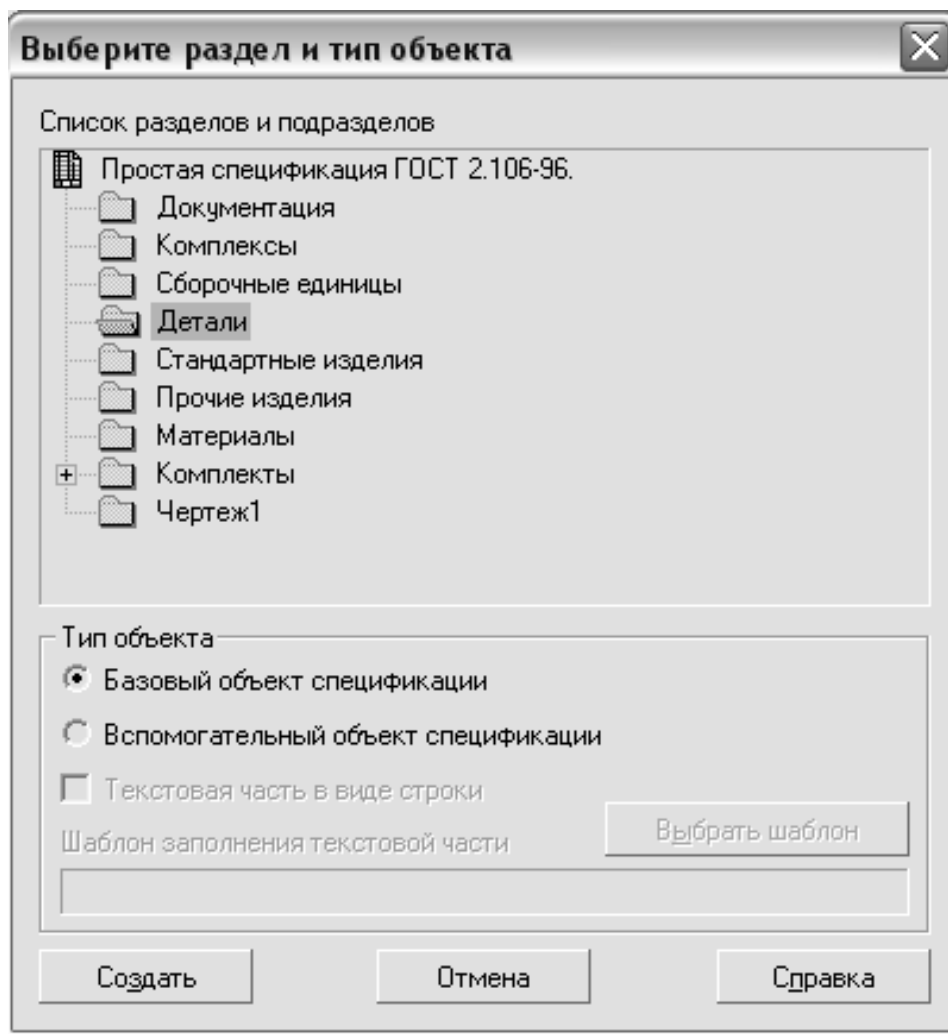 Выберите раздел и тип объекта
Список разделов и подразделов
Простая спецификация ГОСТ 2.106-96.
Документация
Комплексы
Сборочные единицы
Детали
Стандартные изделия
Прочие изделия
Материалы
Комплекты
Чертеж1
Тип объекта
Базовый объект спецификации
Вспомогательный объект спецификации
Текстовая часть в виде строки
Шаблон заполнения текстовой части
Выбрать шаблон
Создать Отмена Справка